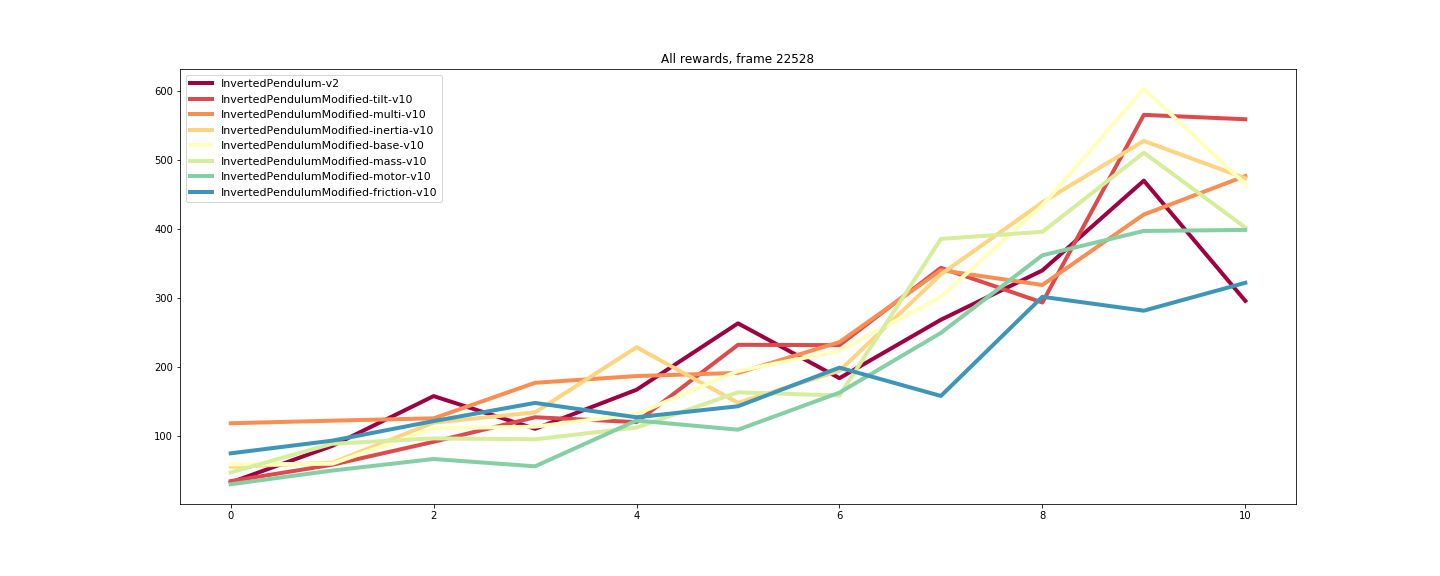 All rewards, frame 22528
InvertedPendulum-v2
InvertedPendulumModified-tilt-v10
InvertedPendulumModified-multi-v10
InvertedPendulumModified-inertia-v10
InvertedPendulumModified-base-v10
InvertedPendulumModified-mass-v10
InvertedPendulumModified-motor-v10
InvertedPendulumModified-friction-v10
600
500
400
300
200
100
0 2 4 6 8 10